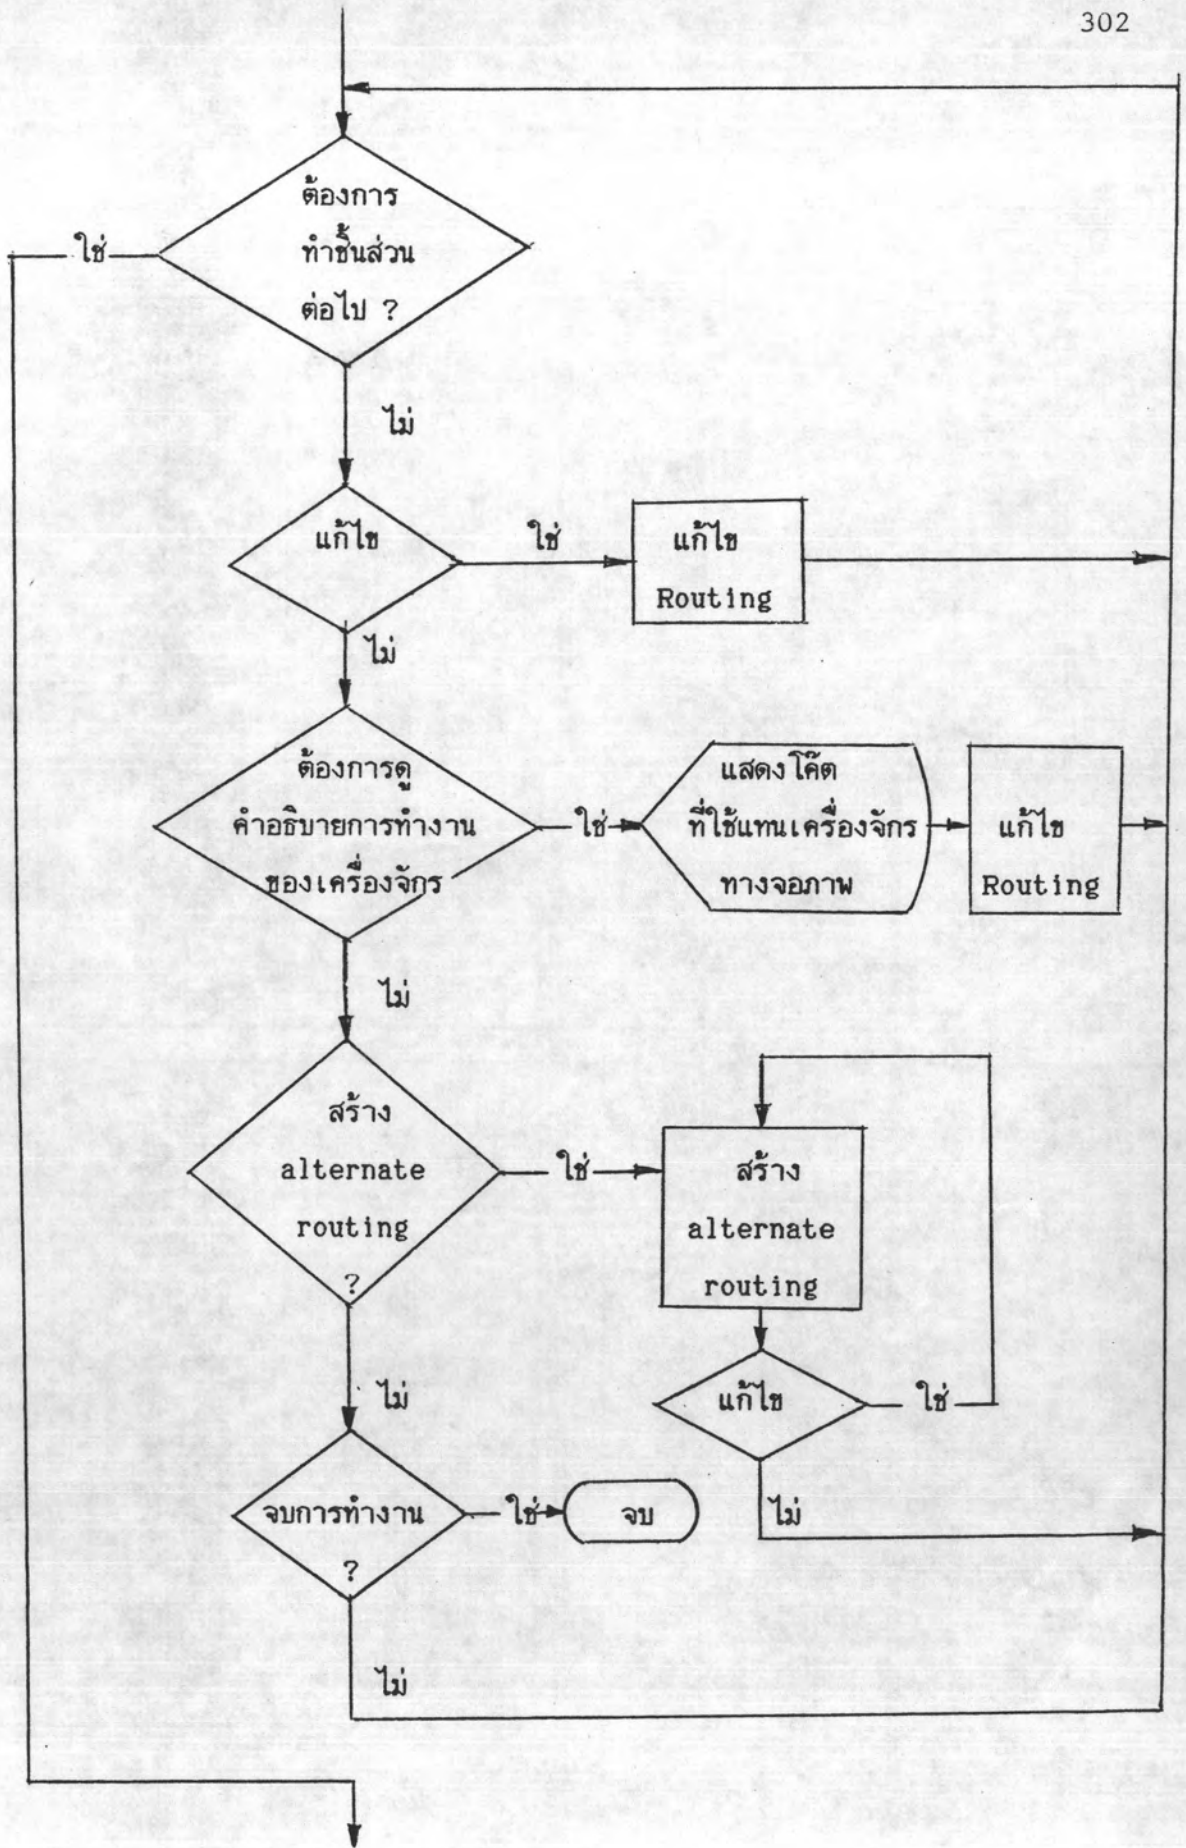 302
ต้องการ
ทำชิ้นส่วน
ต่อไป ?
ใช่
ไม่
แก้ไข
ใช่
แก้ไข
Routing
ไม่
ต้องการดู
คำอธิบายการทำงาน
ของเครื่องจักร
ใช่
แสดงโค๊ต
ที่ใช้แทนเครื่องจักร
ทางจอภาพ
แก้ไข
Routing
ไม่
สร้าง
alternate
routing
?
ใช่
สร้าง
alternate
routing
แก้ไข
ใช่
ไม่
ไม่
จบการทำงาน
?
ใช่
จบ
ไม่